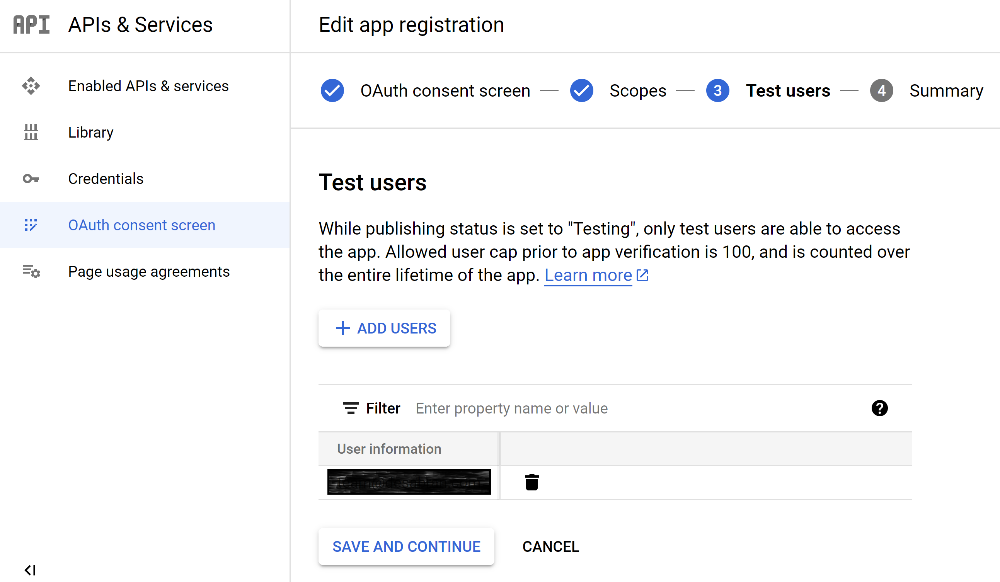 API APIs & Services
Edit app registration
Enabled APIs & services
Library
Credentials
OAuth consent screen
Page usage agreements
OAuth consent screen — Scopes — 3 Test users — 4 Summary
Test users
While publishing status is set to "Testing", only test users are able to access
the app. Allowed user cap prior to app verification is 100, and is counted over
the entire lifetime of the app. Learn more
+ ADD USERS
Filter Enter property name or value
User information
SAVE AND CONTINUE CANCEL